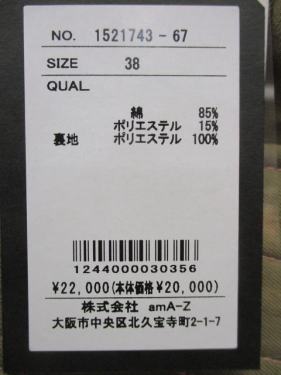 NO. 1521743-67
SIZE 38
QUAL.
綿 85%
ポリエステル 15%
裏地 ポリエステル 100%
1244000030356
¥22,000(本体価格¥20,000)
株式会社 amA-Z
大阪市中央区北久宝寺町2-1-7